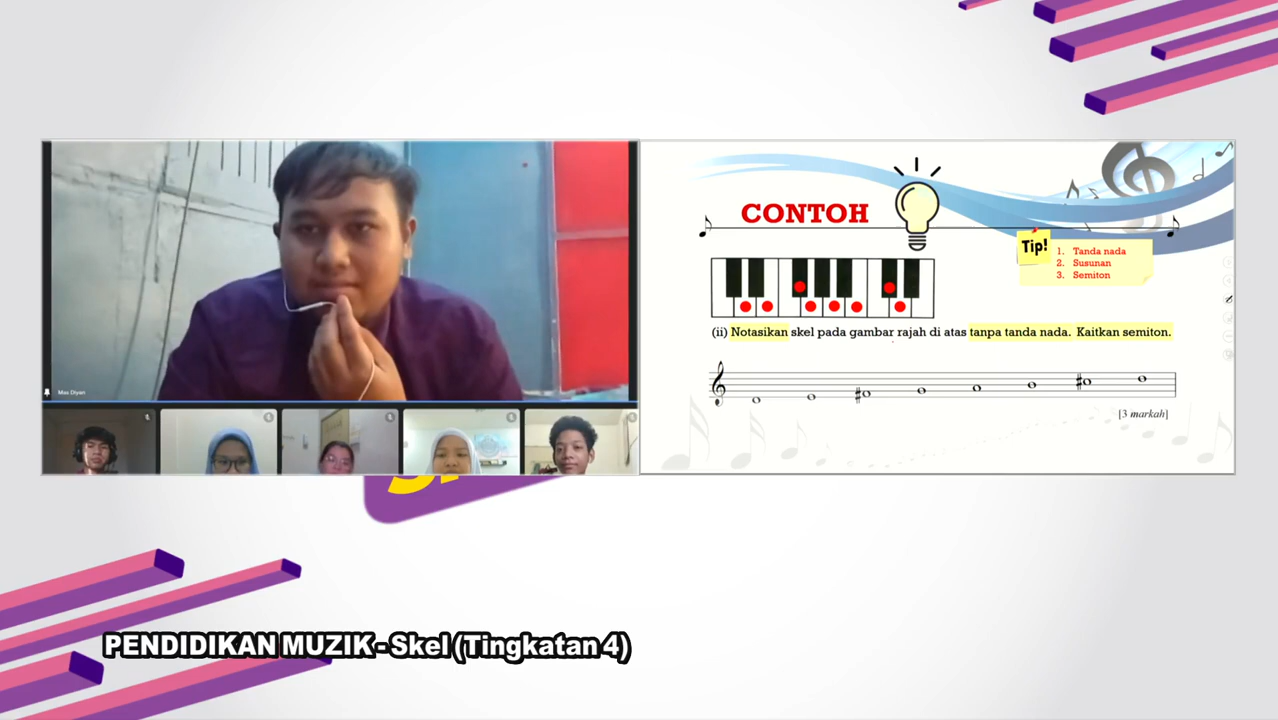 CONTOH
Tip!
1. Tanda nada
2. Susunan
3. Semiton
(ii) Notasikan skel pada gambar rajah di atas tanpa tanda nada. Kaitkan semiton.
[3 markah]
Mas Diyan
PENDIDIKAN MUZIK - Skel (Tingkatan 4)